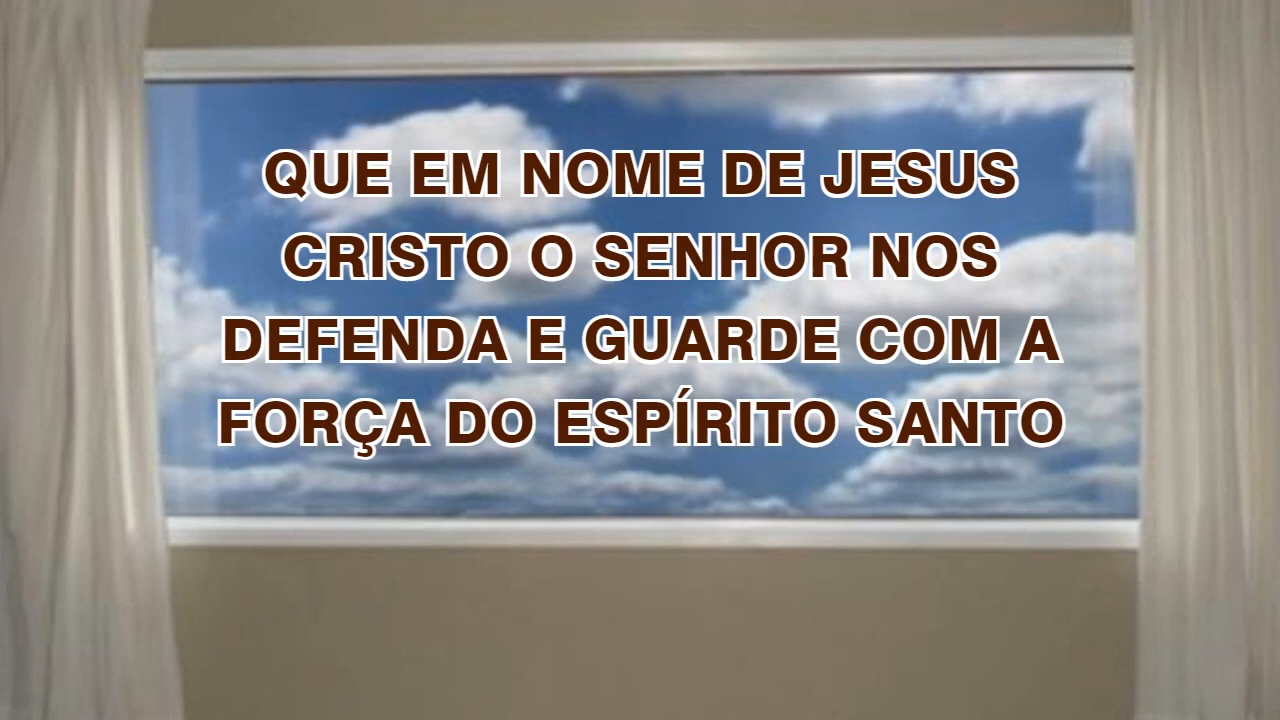 QUE EM NOME DE JESUS
CRISTO O SENHOR NOS
DEFENDA E GUARDE COM A
FORÇA DO ESPÍRITO SANTO